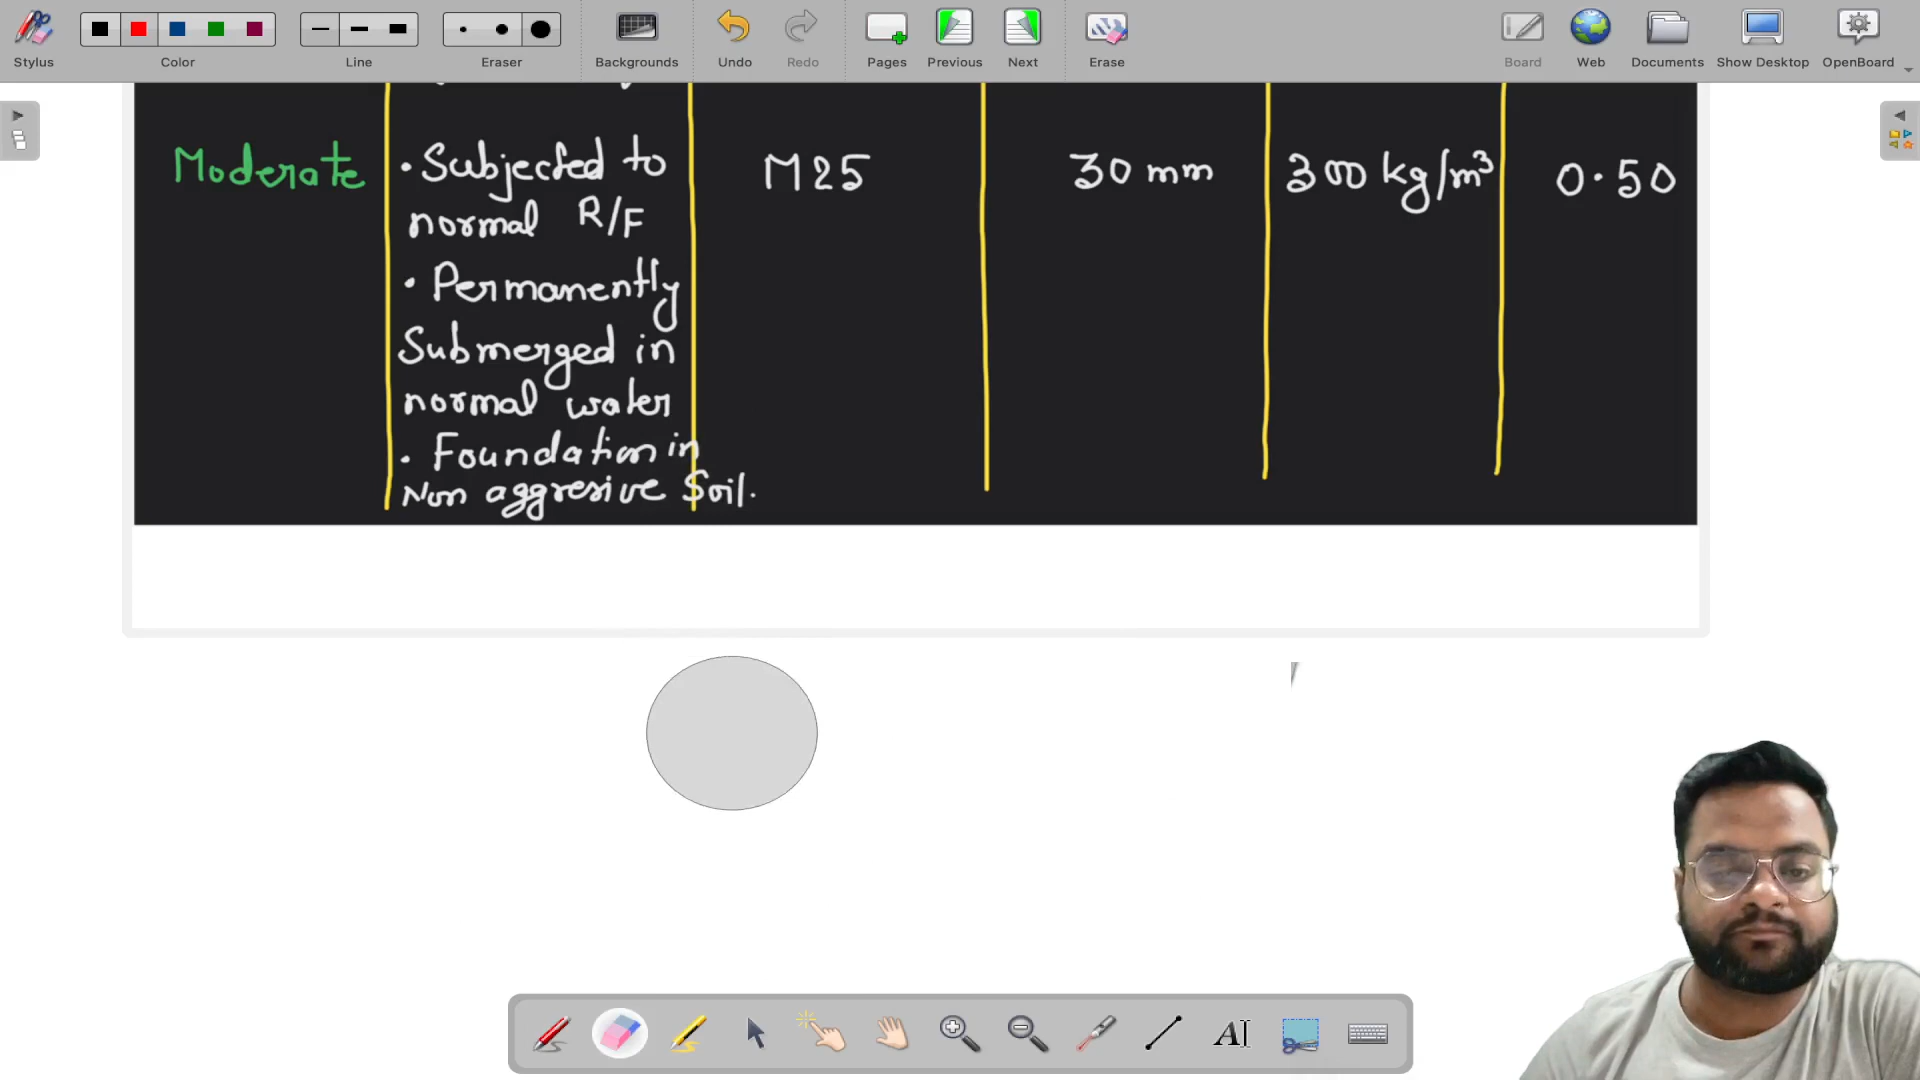 Stylus
Color
Line
Eraser
Backgrounds
Undo
Redo
Pages
Previous
Next
Erase
Board
Web
Documents
Show Desktop
OpenBoard
Moderate
• Subjected to
normal R/F
• Permanently
Submerged in
normal water
• Foundation in
Non aggresive Soil.
M25
30 mm
300 kg/m³
0.50
AI